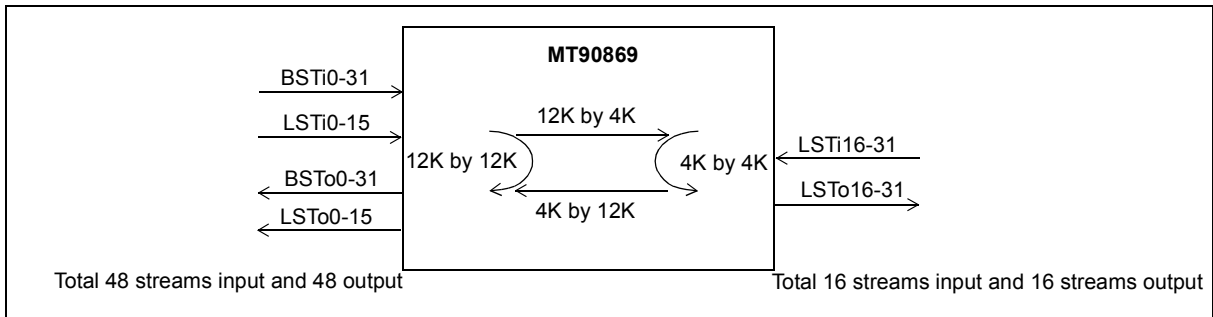 MT90869
BSTi0-31
LSTi0-15
BSTo0-31
LSTo0-15
12K by 12K
12K by 4K
4K by 12K
4K by 4K
LSTi16-31
LSTo16-31
Total 48 streams input and 48 output
Total 16 streams input and 16 streams output